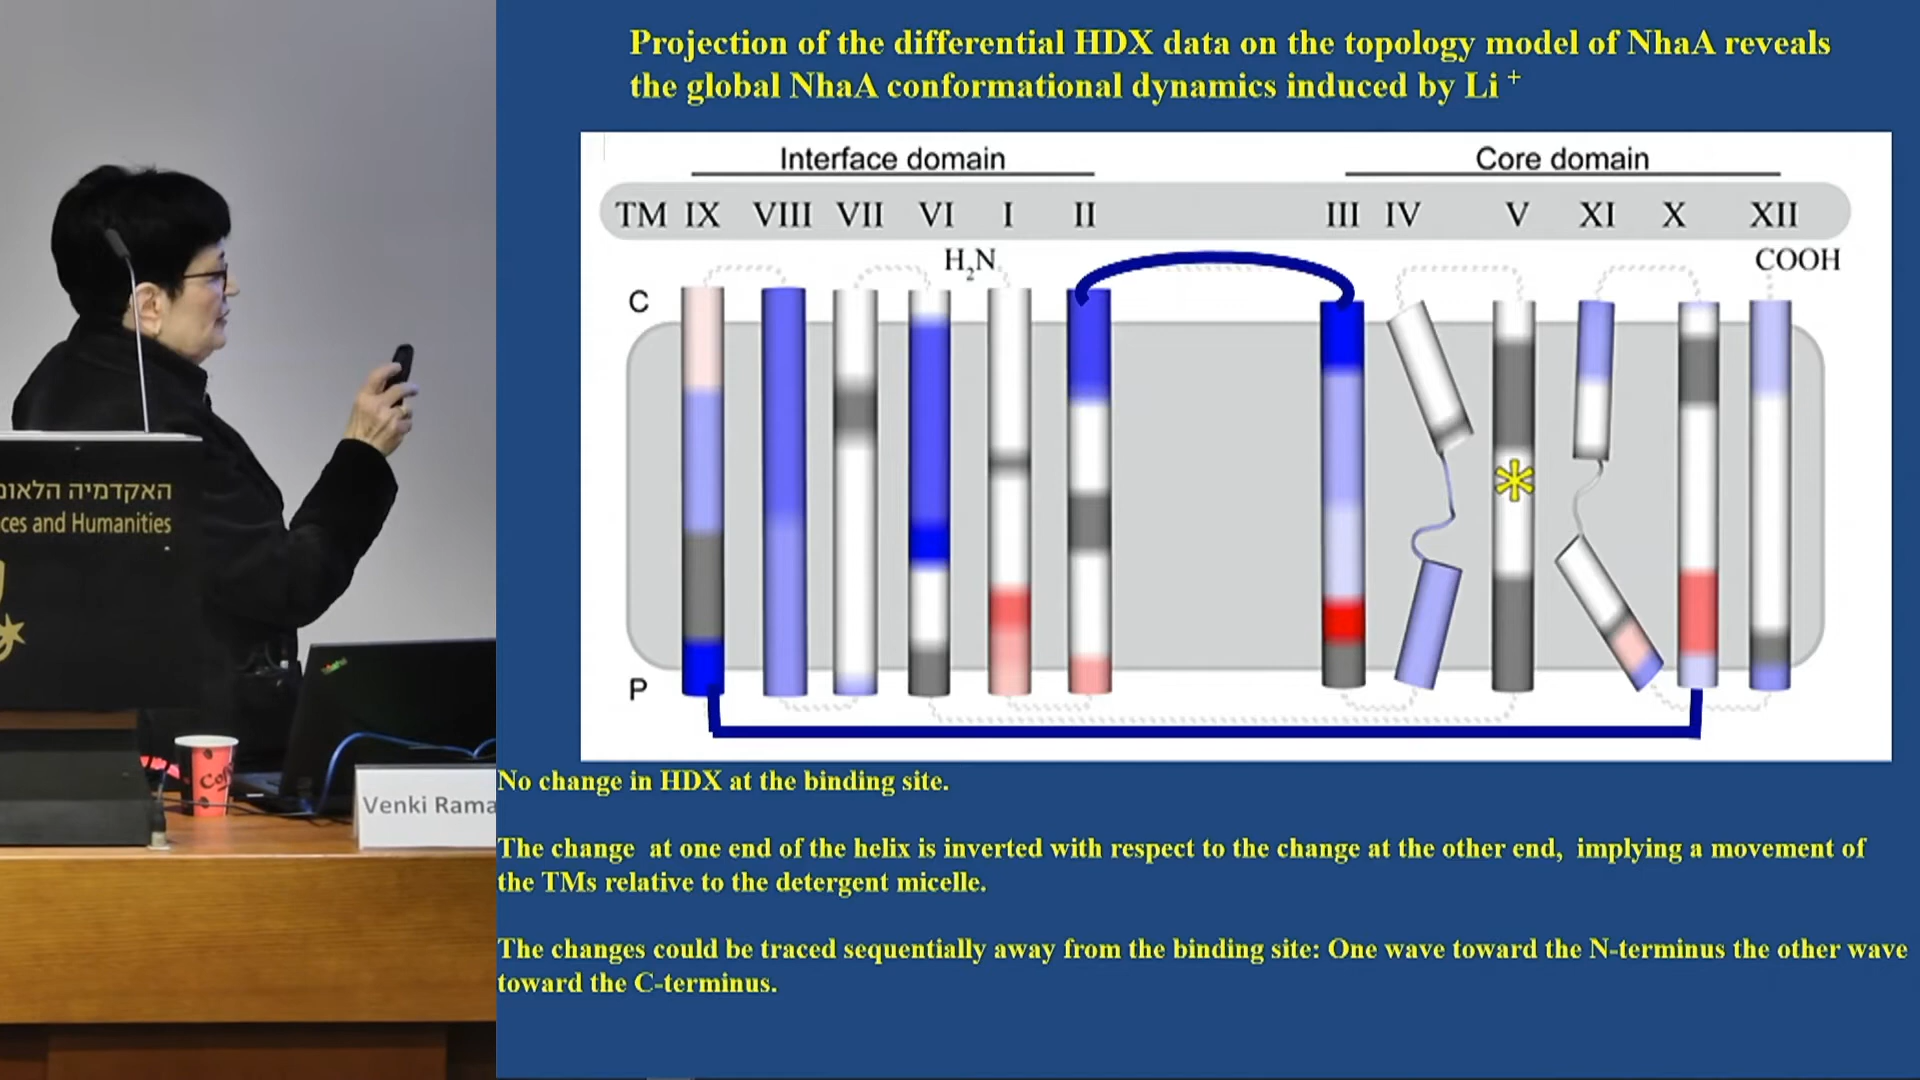 Projection of the differential HDX data on the topology model of NhaA reveals
the global NhaA conformational dynamics induced by Li +
Interface domain
Core domain
TM IX VIII VII VI I II III IV V XI X XII
H2N
COOH
C
*
P
No change in HDX at the binding site.
The change at one end of the helix is inverted with respect to the change at the other end, implying a movement of
the TMs relative to the detergent micelle.
The changes could be traced sequentially away from the binding site: One wave toward the N-terminus the other wave
toward the C-terminus.
האקדמיה הלאומ
ces and Humanities
Venki Rama